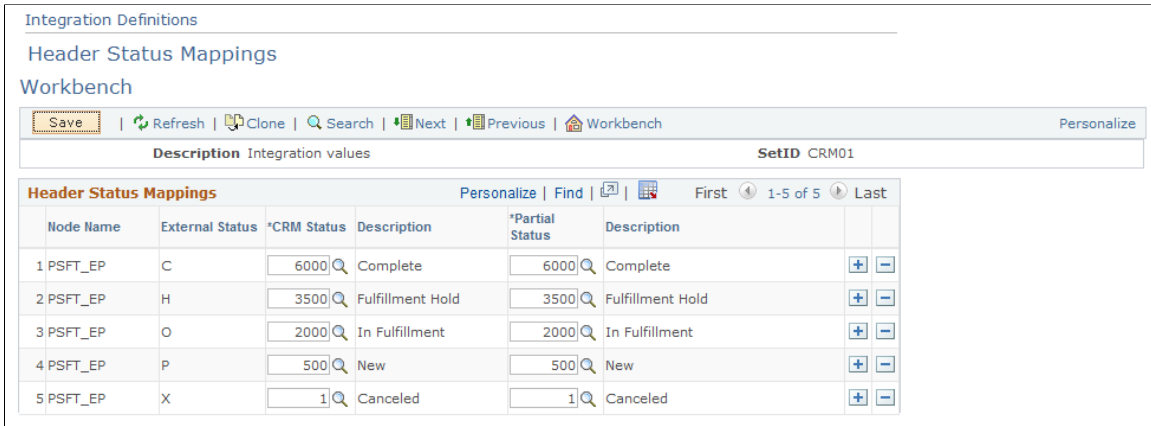 Integration Definitions
Header Status Mappings
Workbench
Save | Refresh | Clone | Search | Next | Previous | Workbench Personalize
Description Integration values SetID CRM01
Header Status Mappings Personalize | Find | | First 1-5 of 5 Last
Node Name External Status *CRM Status Description *Partial Status Description
1 PSFT_EP C 6000 Complete 6000 Complete
2 PSFT_EP H 3500 Fulfillment Hold 3500 Fulfillment Hold
3 PSFT_EP O 2000 In Fulfillment 2000 In Fulfillment
4 PSFT_EP P 500 New 500 New
5 PSFT_EP X 1 Canceled 1 Canceled